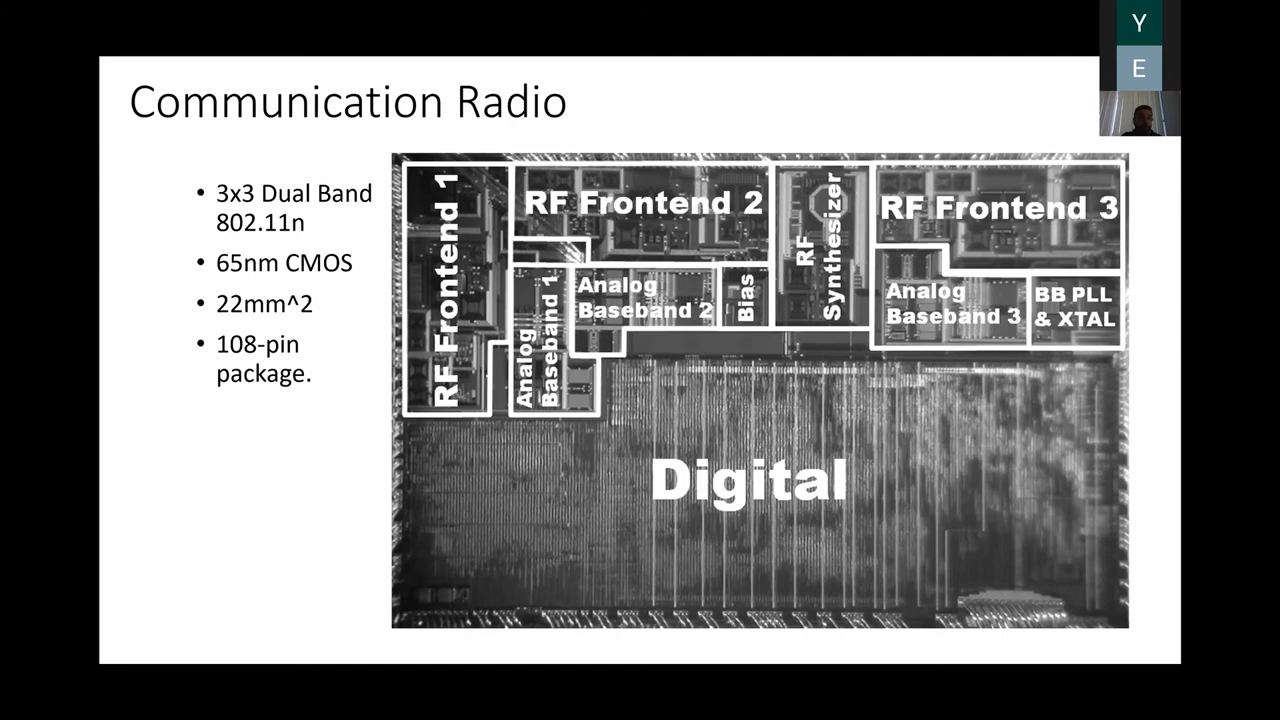 Y
E
Communication Radio
• 3x3 Dual Band
802.11n
• 65nm CMOS
• 22mm^2
• 108-pin
package.
RF Frontend 1
RF Frontend 2
RF
Synthesizer
RF Frontend 3
Analog
Baseband 1
Analog
Baseband 2
Bias
Analog
Baseband 3
BB PLL
& XTAL
Digital